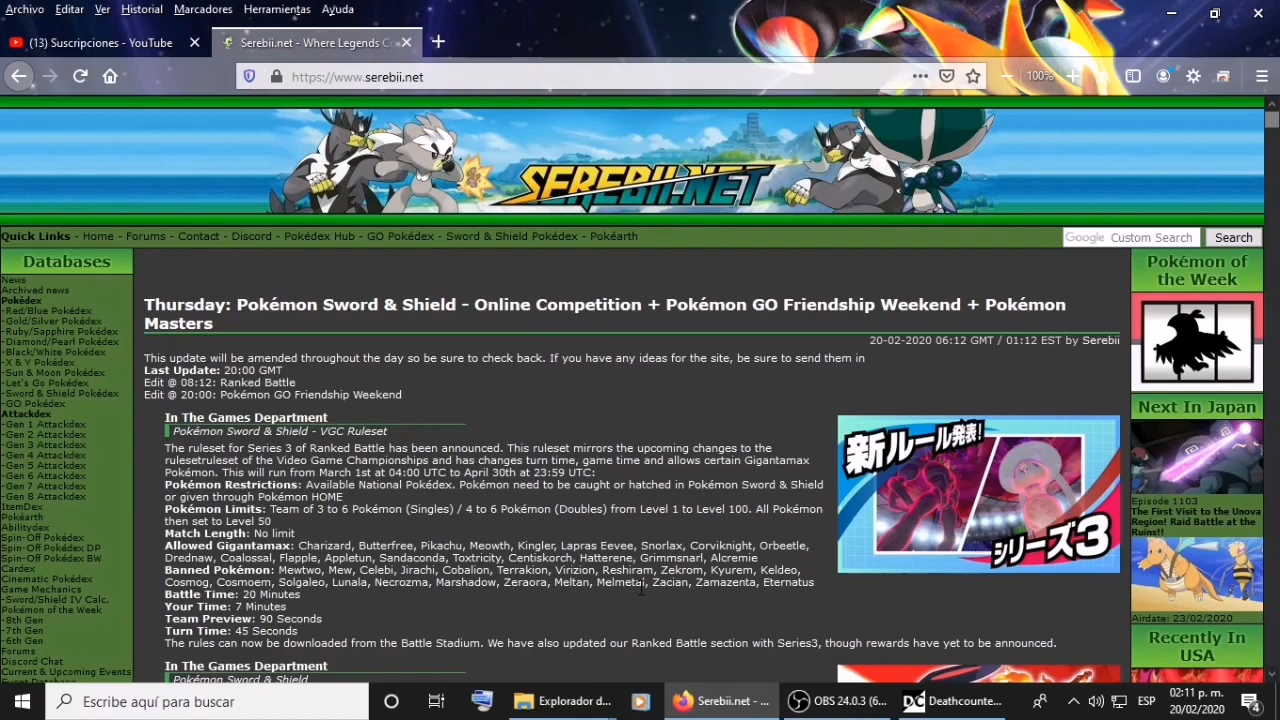 Archivo Editar Ver Historial Marcadores Herramientas Ayuda
(13) Suscripciones - YouTube
Serebii.net - Where Legends Co
https://www.serebii.net
100%
SEREBII.NET
Quick Links - Home - Forums - Contact - Discord - Pokédex Hub - GO Pokédex - Sword & Shield Pokédex - Pokéarth
Google Custom Search
Search
Databases
News
Archived news
Pokédex
-Red/Blue Pokédex
-Gold/Silver Pokédex
-Ruby/Sapphire Pokédex
-Diamond/Pearl Pokédex
-Black/White Pokédex
-X & Y Pokédex
-Sun & Moon Pokédex
-Let's Go Pokédex
-Sword & Shield Pokédex
-GO Pokédex
Attackdex
-Gen 1 Attackdex
-Gen 2 Attackdex
-Gen 3 Attackdex
-Gen 4 Attackdex
-Gen 5 Attackdex
-Gen 6 Attackdex
-Gen 7 Attackdex
-Gen 8 Attackdex
ItemDex
Pokéarth
Abilitydex
Spin-Off Pokédex
Spin-Off Pokédex DP
Spin-Off Pokédex BW
Cardex
Cinematic Pokédex
Game Mechanics
-Sword/Shield IV Calc.
Pokémon of the Week
-8th Gen
-7th Gen
-6th Gen
Forums
Discord Chat
Current & Upcoming Events
Thursday: Pokémon Sword & Shield - Online Competition + Pokémon GO Friendship Weekend + Pokémon
Masters
20-02-2020 06:12 GMT / 01:12 EST by Serebii
This update will be amended throughout the day so be sure to check back. If you have any ideas for the site, be sure to send them in
Last Update: 20:00 GMT
Edit @ 08:12: Ranked Battle
Edit @ 20:00: Pokémon GO Friendship Weekend
In The Games Department
Pokémon Sword & Shield - VGC Ruleset
The ruleset for Series 3 of Ranked Battle has been announced. This ruleset mirrors the upcoming changes to the
rulesetruleset of the Video Game Championships and has changes turn time, game time and allows certain Gigantamax
Pokémon. This will run from March 1st at 04:00 UTC to April 30th at 23:59 UTC:
Pokémon Restrictions: Available National Pokédex. Pokémon need to be caught or hatched in Pokémon Sword & Shield
or given through Pokémon HOME
Pokémon Limits: Team of 3 to 6 Pokémon (Singles) / 4 to 6 Pokémon (Doubles) from Level 1 to Level 100. All Pokémon
then set to Level 50
Match Length: No limit
Allowed Gigantamax: Charizard, Butterfree, Pikachu, Meowth, Kingler, Lapras Eevee, Snorlax, Corviknight, Orbeetle,
Drednaw, Coalossal, Flapple, Appletun, Sandaconda, Toxtricity, Centiskorch, Hatterene, Grimmsnarl, Alcremie
Banned Pokémon: Mewtwo, Mew, Celebi, Jirachi, Cobalion, Terrakion, Virizion, Reshiram, Zekrom, Kyurem, Keldeo,
Cosmog, Cosmoem, Solgaleo, Lunala, Necrozma, Marshadow, Zeraora, Meltan, Melmetal, Zacian, Zamazenta, Eternatus
Battle Time: 20 Minutes
Your Time: 7 Minutes
Team Preview: 90 Seconds
Turn Time: 45 Seconds
The rules can now be downloaded from the Battle Stadium. We have also updated our Ranked Battle section with Series3, though rewards have yet to be announced.
In The Games Department
Pokémon Sword & Shield
新ルール発表!
シリーズ3
Pokémon of
the Week
Next In Japan
Episode 1103
The First Visit to the Unova
Region! Raid Battle at the
Ruins!!
Airdate: 23/02/2020
Recently In
USA
Escribe aquí para buscar
Explorador d...
Serebii.net - ...
OBS 24.0.3 (6...
DC
Deathcounte...
ESP
02:11 p. m.
20/02/2020
4